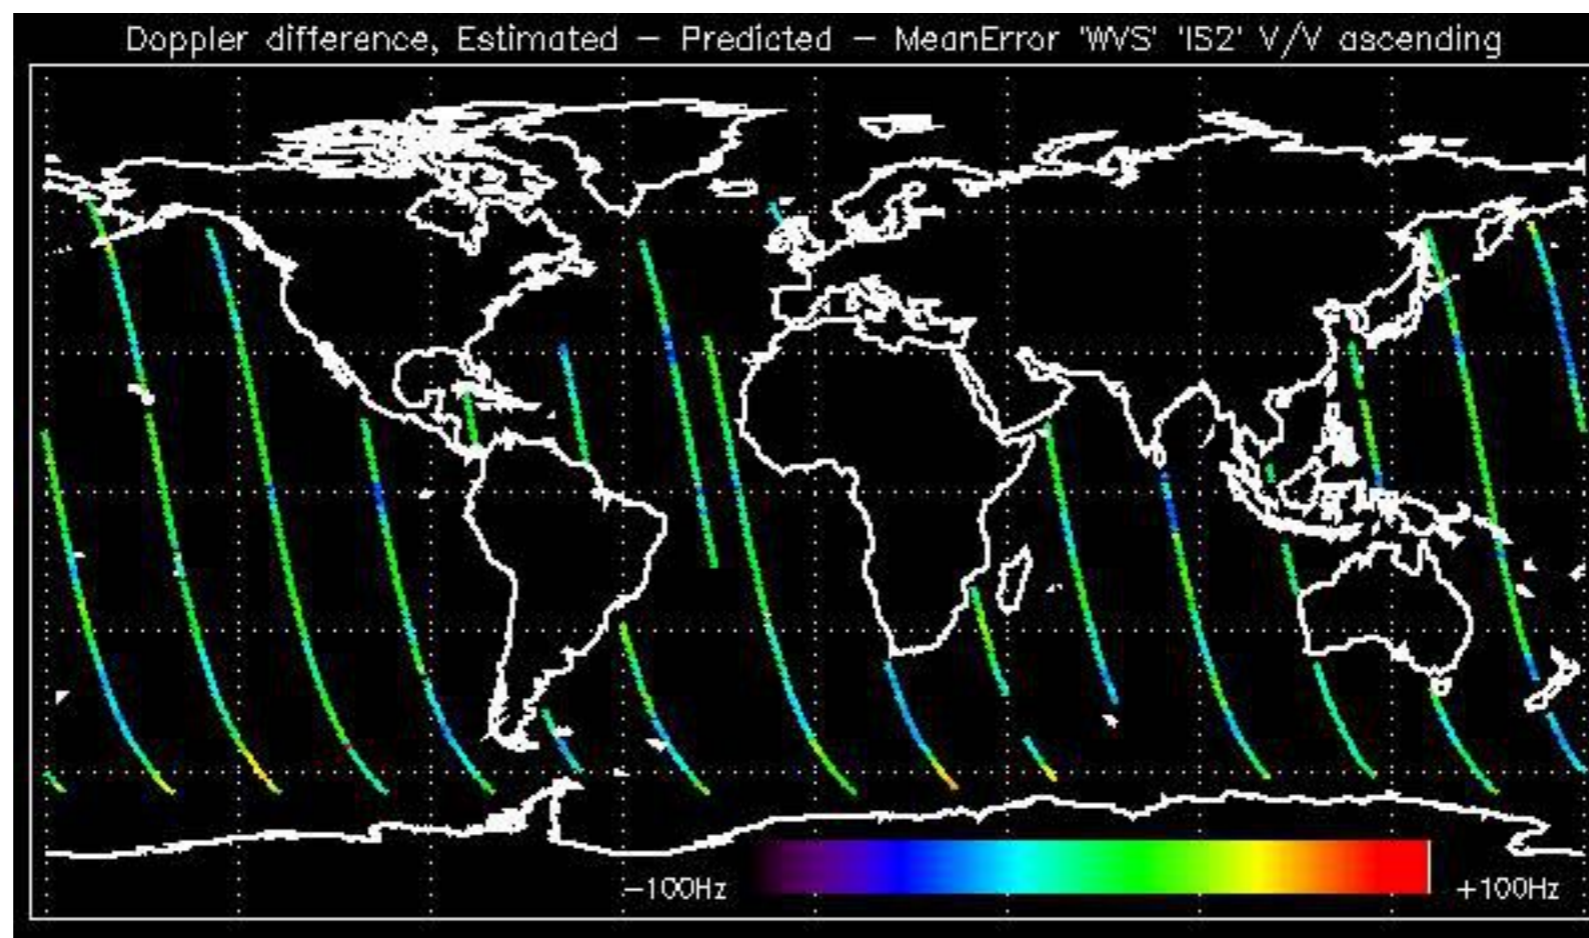 Doppler difference, Estimated – Predicted – MeanError 'WVS' 'IS2' V/V ascending
−100Hz +100Hz